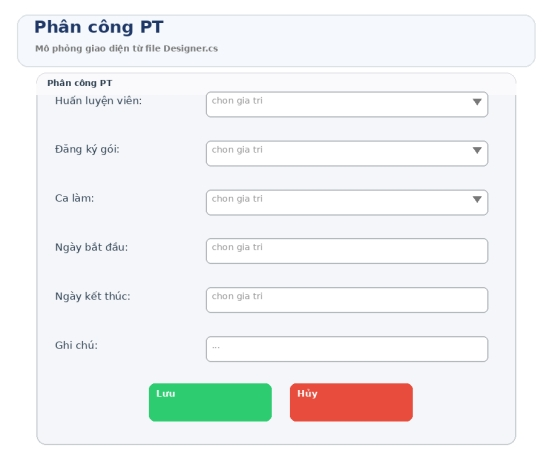 Phân công PT
Mô phỏng giao diện từ file Designer.cs
Phân công PT
Huấn luyện viên:
chon gia tri
Đăng ký gói:
chon gia tri
Ca làm:
chon gia tri
Ngày bắt đầu:
chon gia tri
Ngày kết thúc:
chon gia tri
Ghi chú:
...
Lưu
Hủy